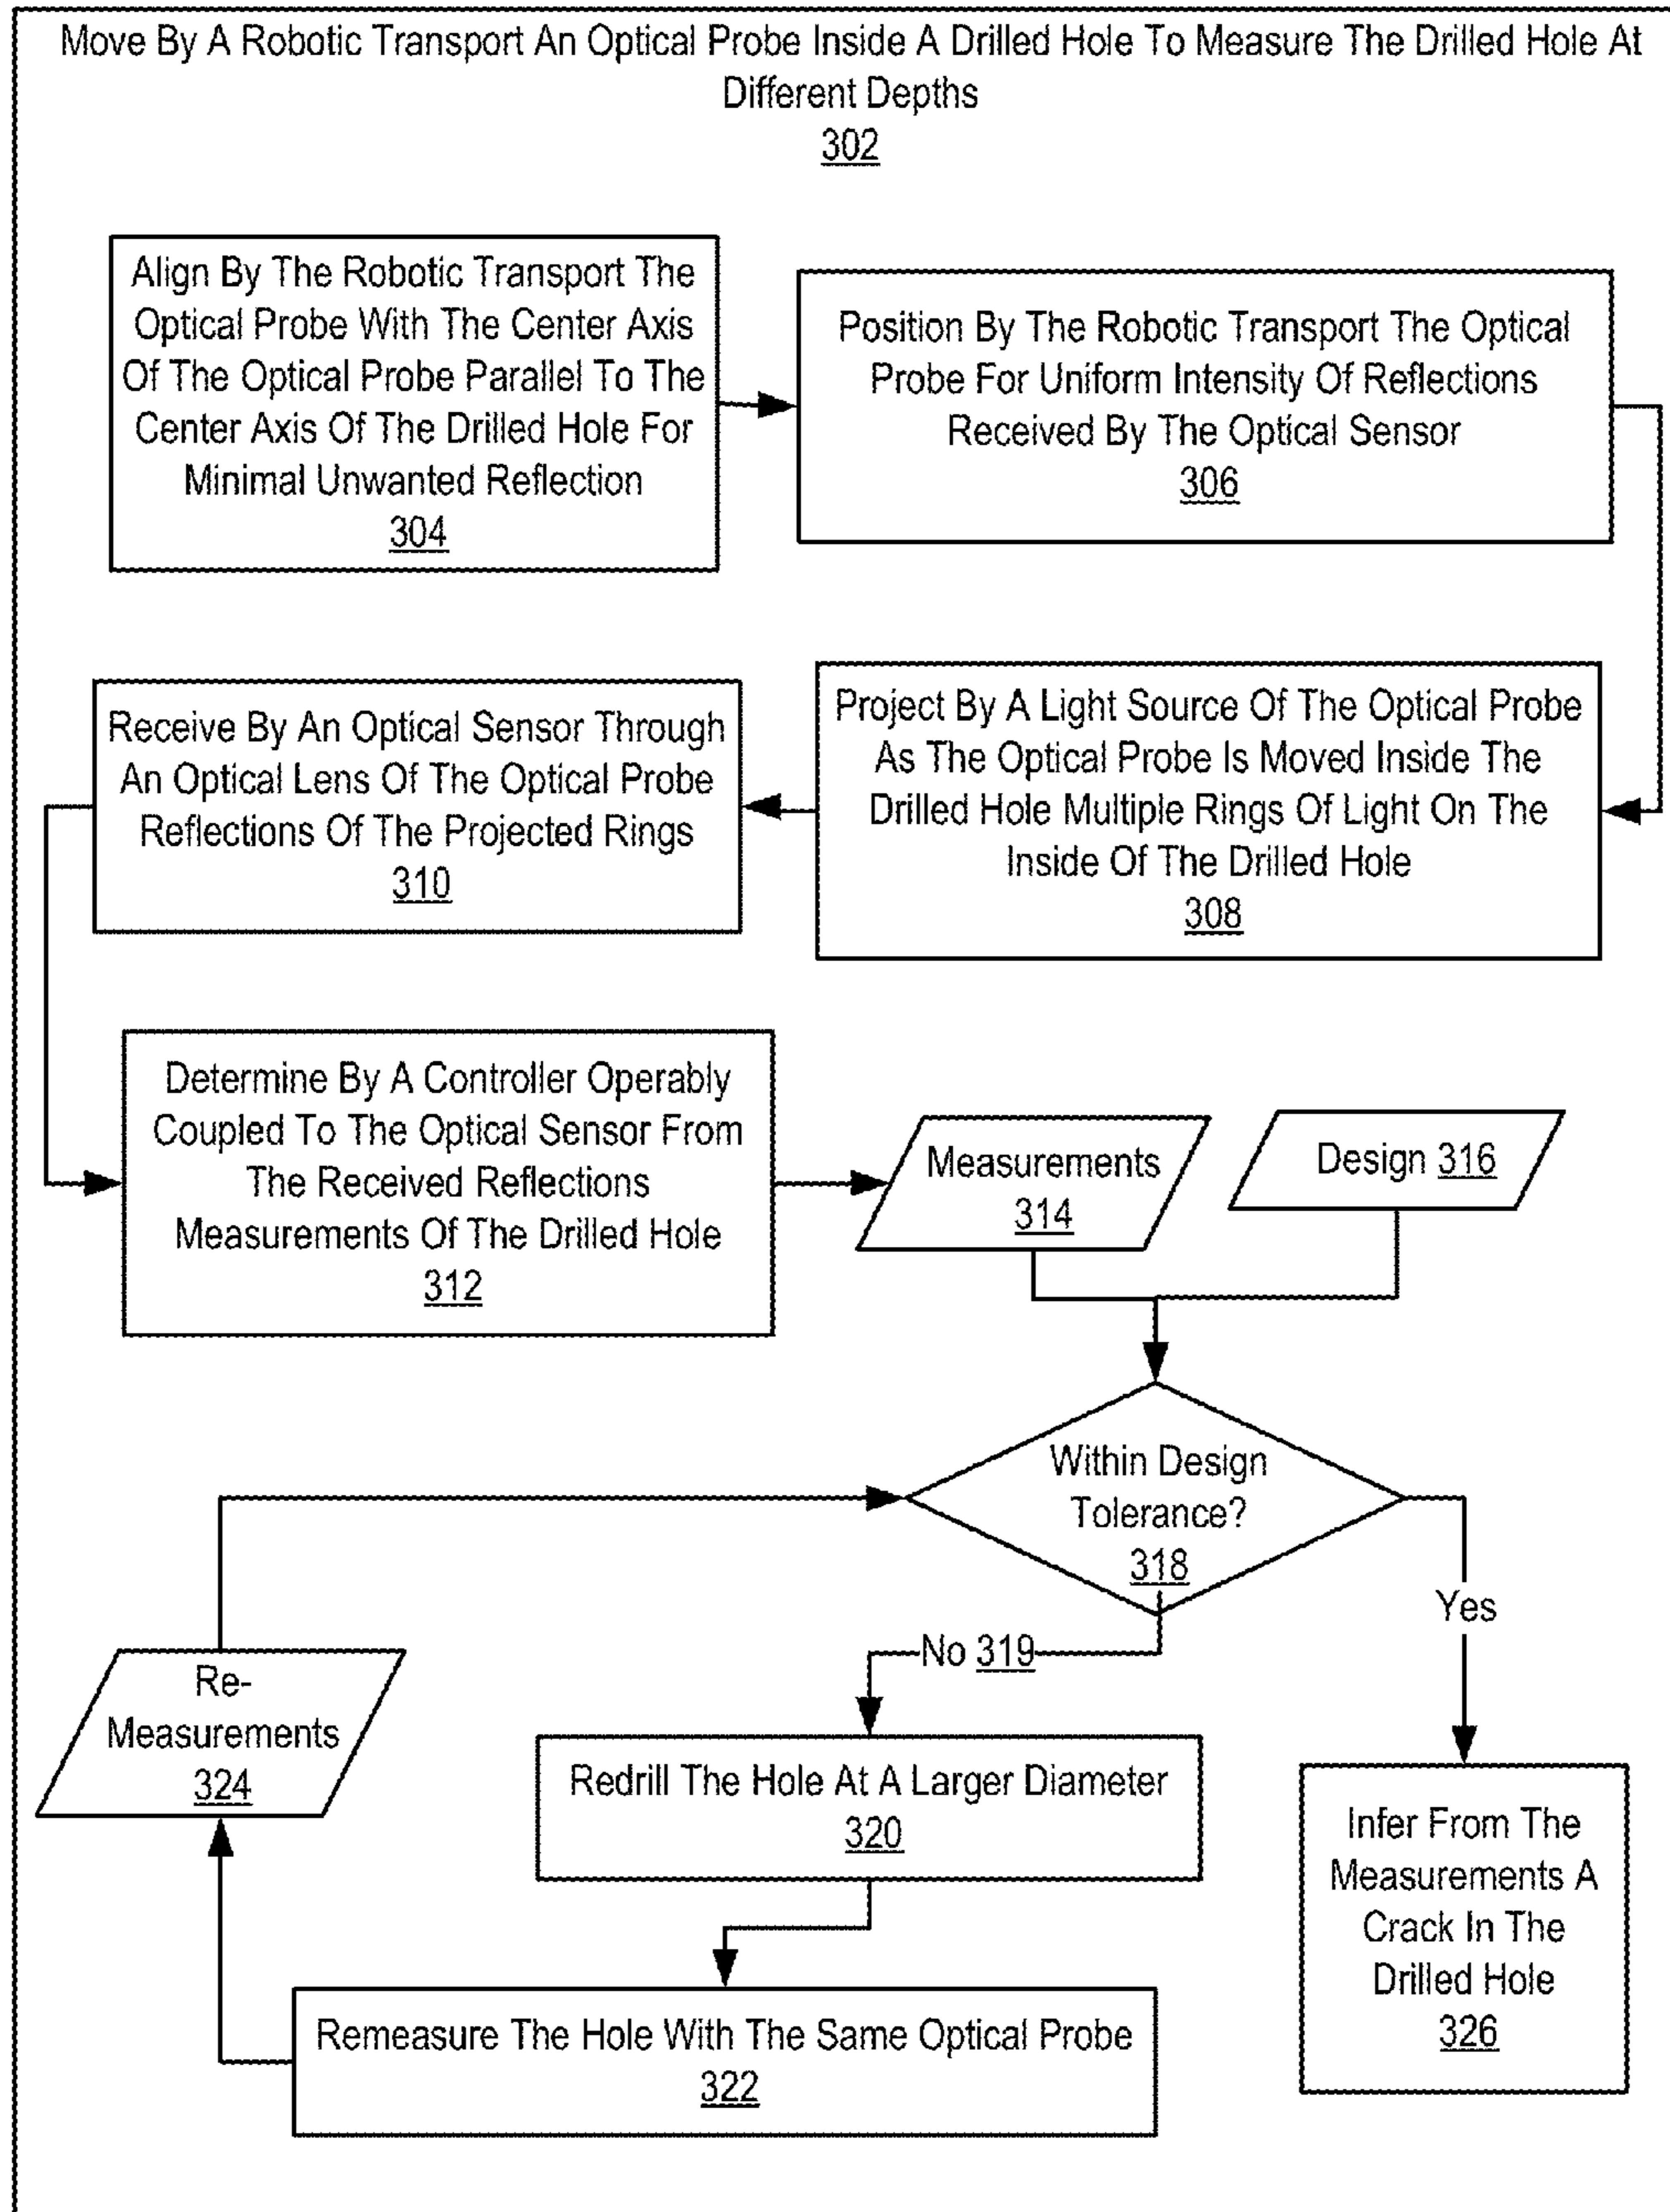 Move By A Robotic Transport An Optical Probe Inside A Drilled Hole To Measure The Drilled Hole At
Different Depths
302
Align By The Robotic Transport The
Optical Probe With The Center Axis
Of The Optical Probe Parallel To The
Center Axis Of The Drilled Hole For
Minimal Unwanted Reflection
304
Position By The Robotic Transport The Optical
Probe For Uniform Intensity Of Reflections
Received By The Optical Sensor
306
Project By A Light Source Of The Optical Probe
As The Optical Probe Is Moved Inside The
Drilled Hole Multiple Rings Of Light On The
Inside Of The Drilled Hole
308
Receive By An Optical Sensor Through
An Optical Lens Of The Optical Probe
Reflections Of The Projected Rings
310
Determine By A Controller Operably
Coupled To The Optical Sensor From
The Received Reflections
Measurements Of The Drilled Hole
312
Measurements
314
Design 316
Within Design
Tolerance?
318
Yes
No 319
Redrill The Hole At A Larger Diameter
320
Remeasure The Hole With The Same Optical Probe
322
Re-
Measurements
324
Infer From The
Measurements A
Crack In The
Drilled Hole
326